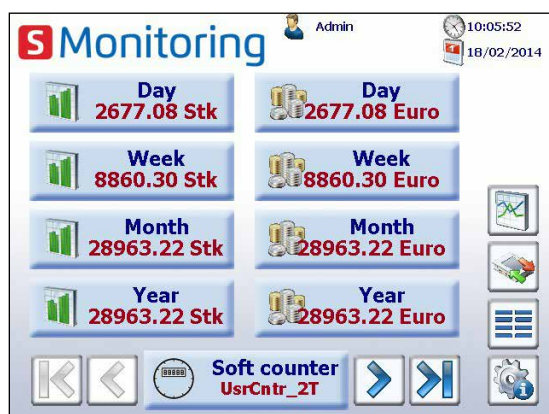 S Monitoring
Admin
10:05:52
18/02/2014
Day
2677.08 Stk
Day
2677.08 Euro
Week
8860.30 Stk
Week
8860.30 Euro
Month
28963.22 Stk
Month
28963.22 Euro
Year
28963.22 Stk
Year
28963.22 Euro
Soft counter
UsrCntr_2T